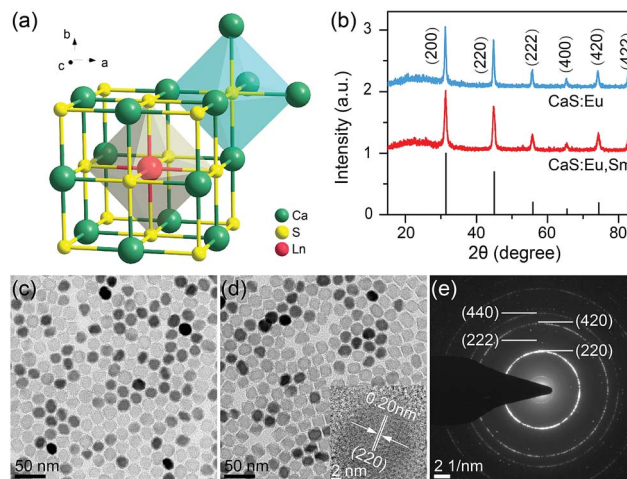 (a)
b
c
a
Ca
S
Ln
(b)
3
2
1
0
Intensity (a.u.)
(200)
(220)
(222)
(400)
(420)
(422)
CaS:Eu
CaS:Eu,Sm
20
40
60
80
2θ (degree)
(c)
50 nm
(d)
50 nm
0.20nm
(220)
2 nm
(e)
(440)
(420)
(222)
(220)
2 1/nm